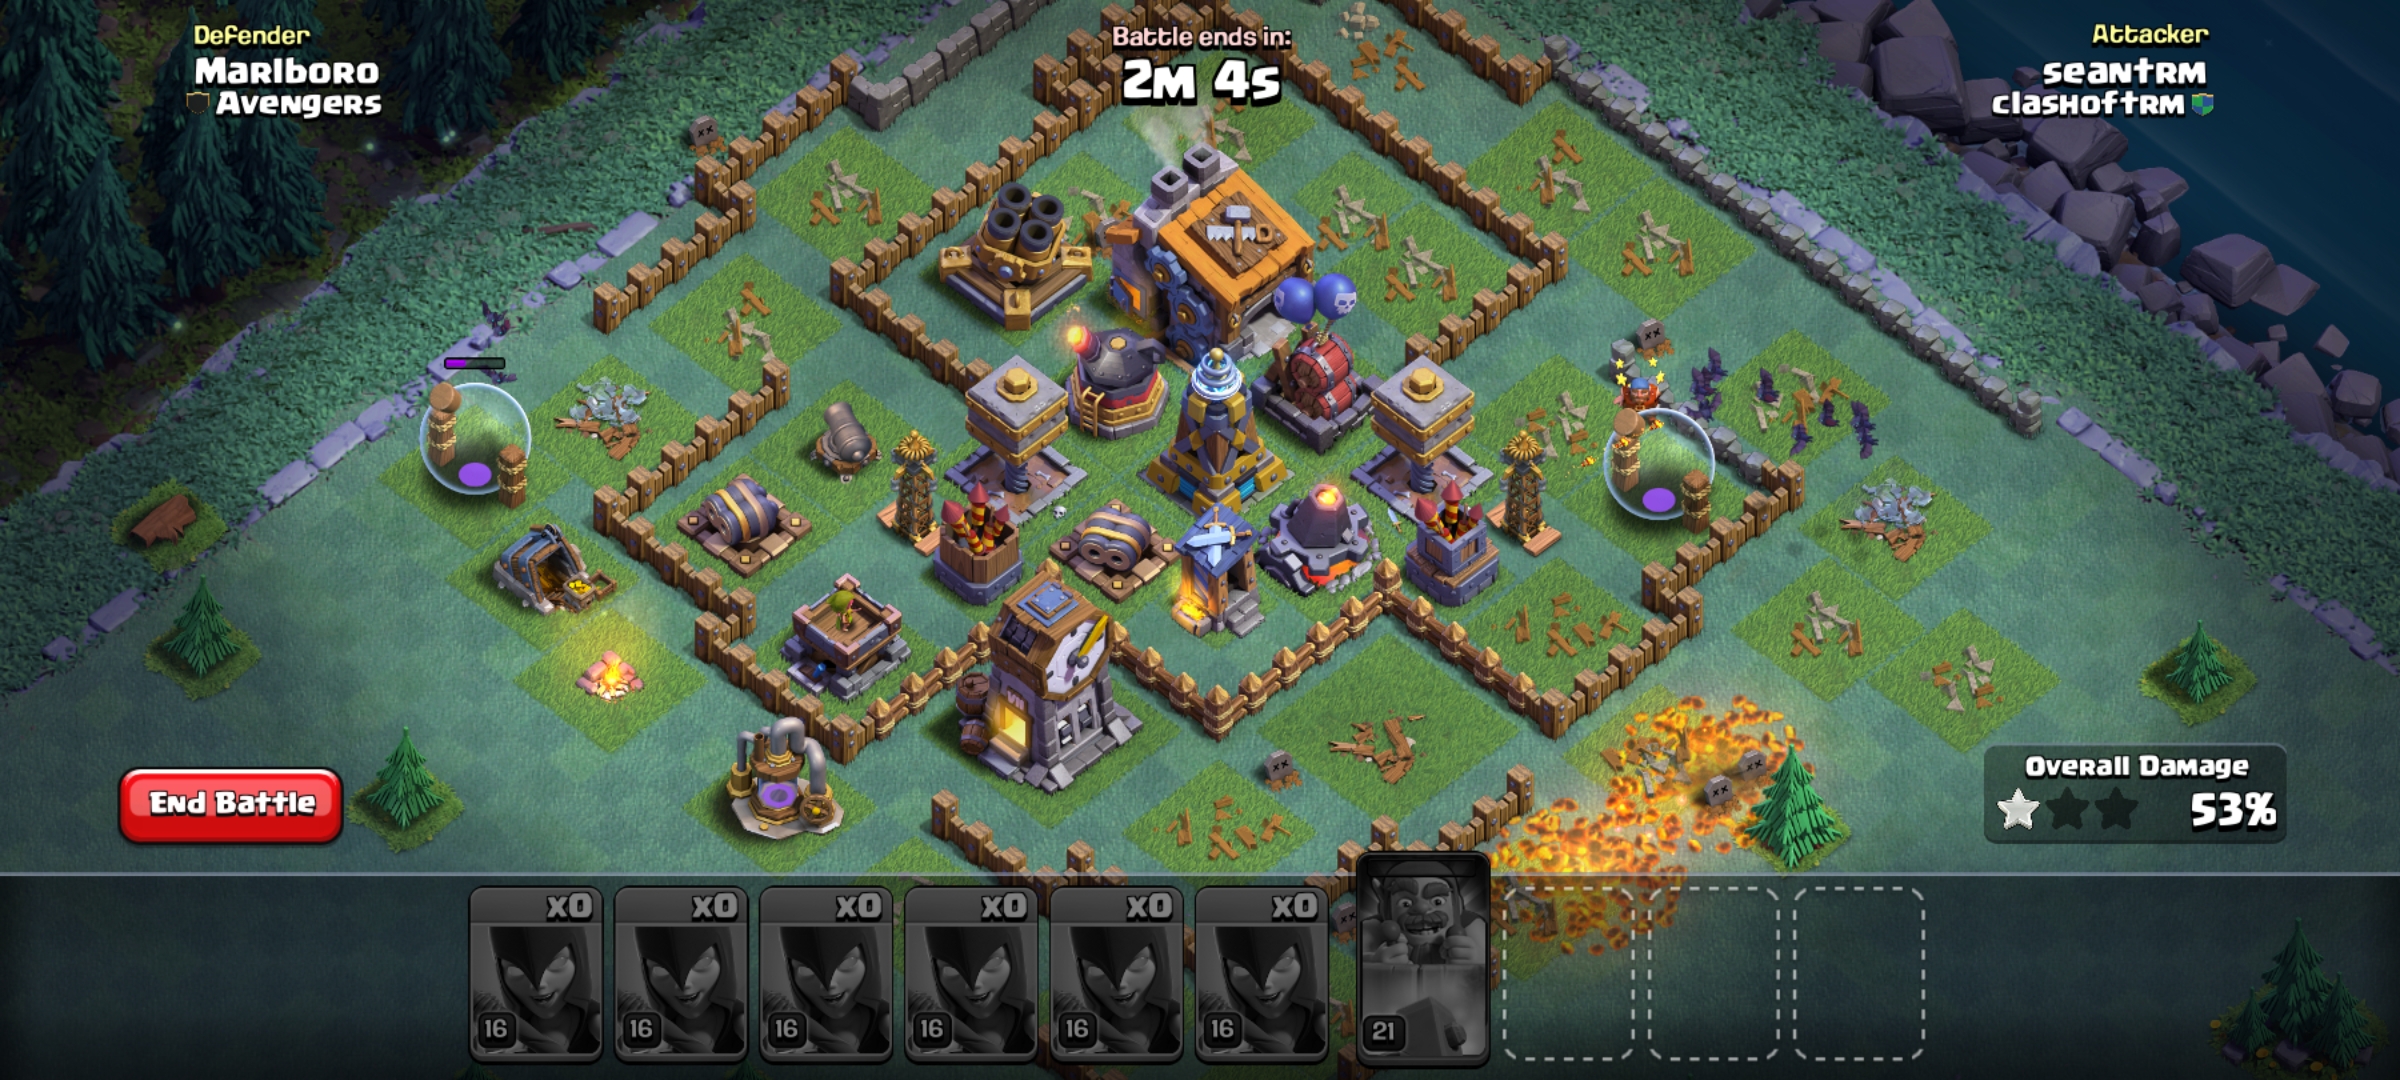 Defender
Marlboro
Avengers
Battle ends in:
2M 4S
Attacker
seantRM
clashoftRM
End Battle
Overall Damage
53%
x0
x0
x0
x0
x0
x0
16
16
16
16
16
16
21